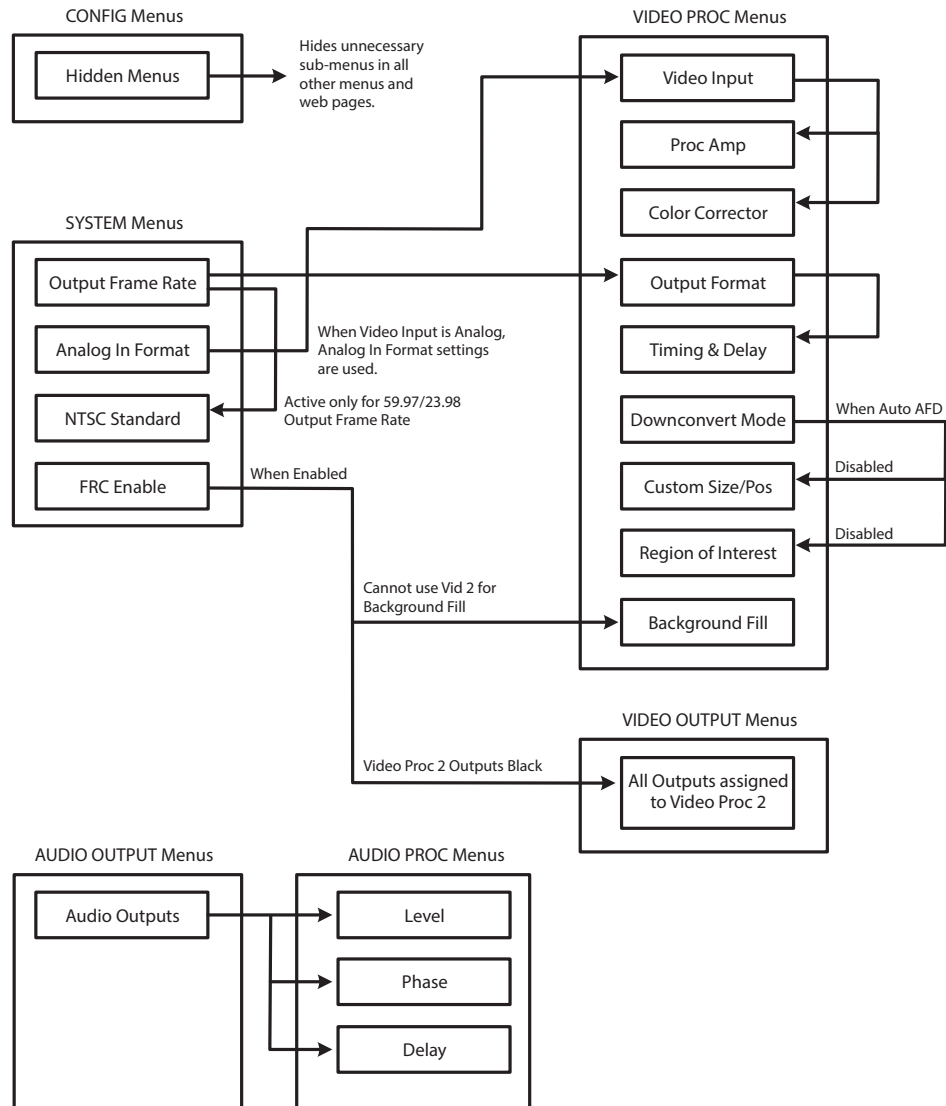 CONFIG Menus
Hidden Menus
Hides unnecessary
sub-menus in all
other menus and
web pages.
SYSTEM Menus
Output Frame Rate
Analog In Format
NTSC Standard
FRC Enable
When Video Input is Analog,
Analog In Format settings
are used.
Active only for 59.97/23.98
Output Frame Rate
When Enabled
Cannot use Vid 2 for
Background Fill
Video Proc 2 Outputs Black
VIDEO PROC Menus
Video Input
Proc Amp
Color Corrector
Output Format
Timing & Delay
Downconvert Mode
When Auto AFD
Custom Size/Pos
Disabled
Region of Interest
Disabled
Background Fill
VIDEO OUTPUT Menus
All Outputs assigned
to Video Proc 2
AUDIO OUTPUT Menus
Audio Outputs
AUDIO PROC Menus
Level
Phase
Delay